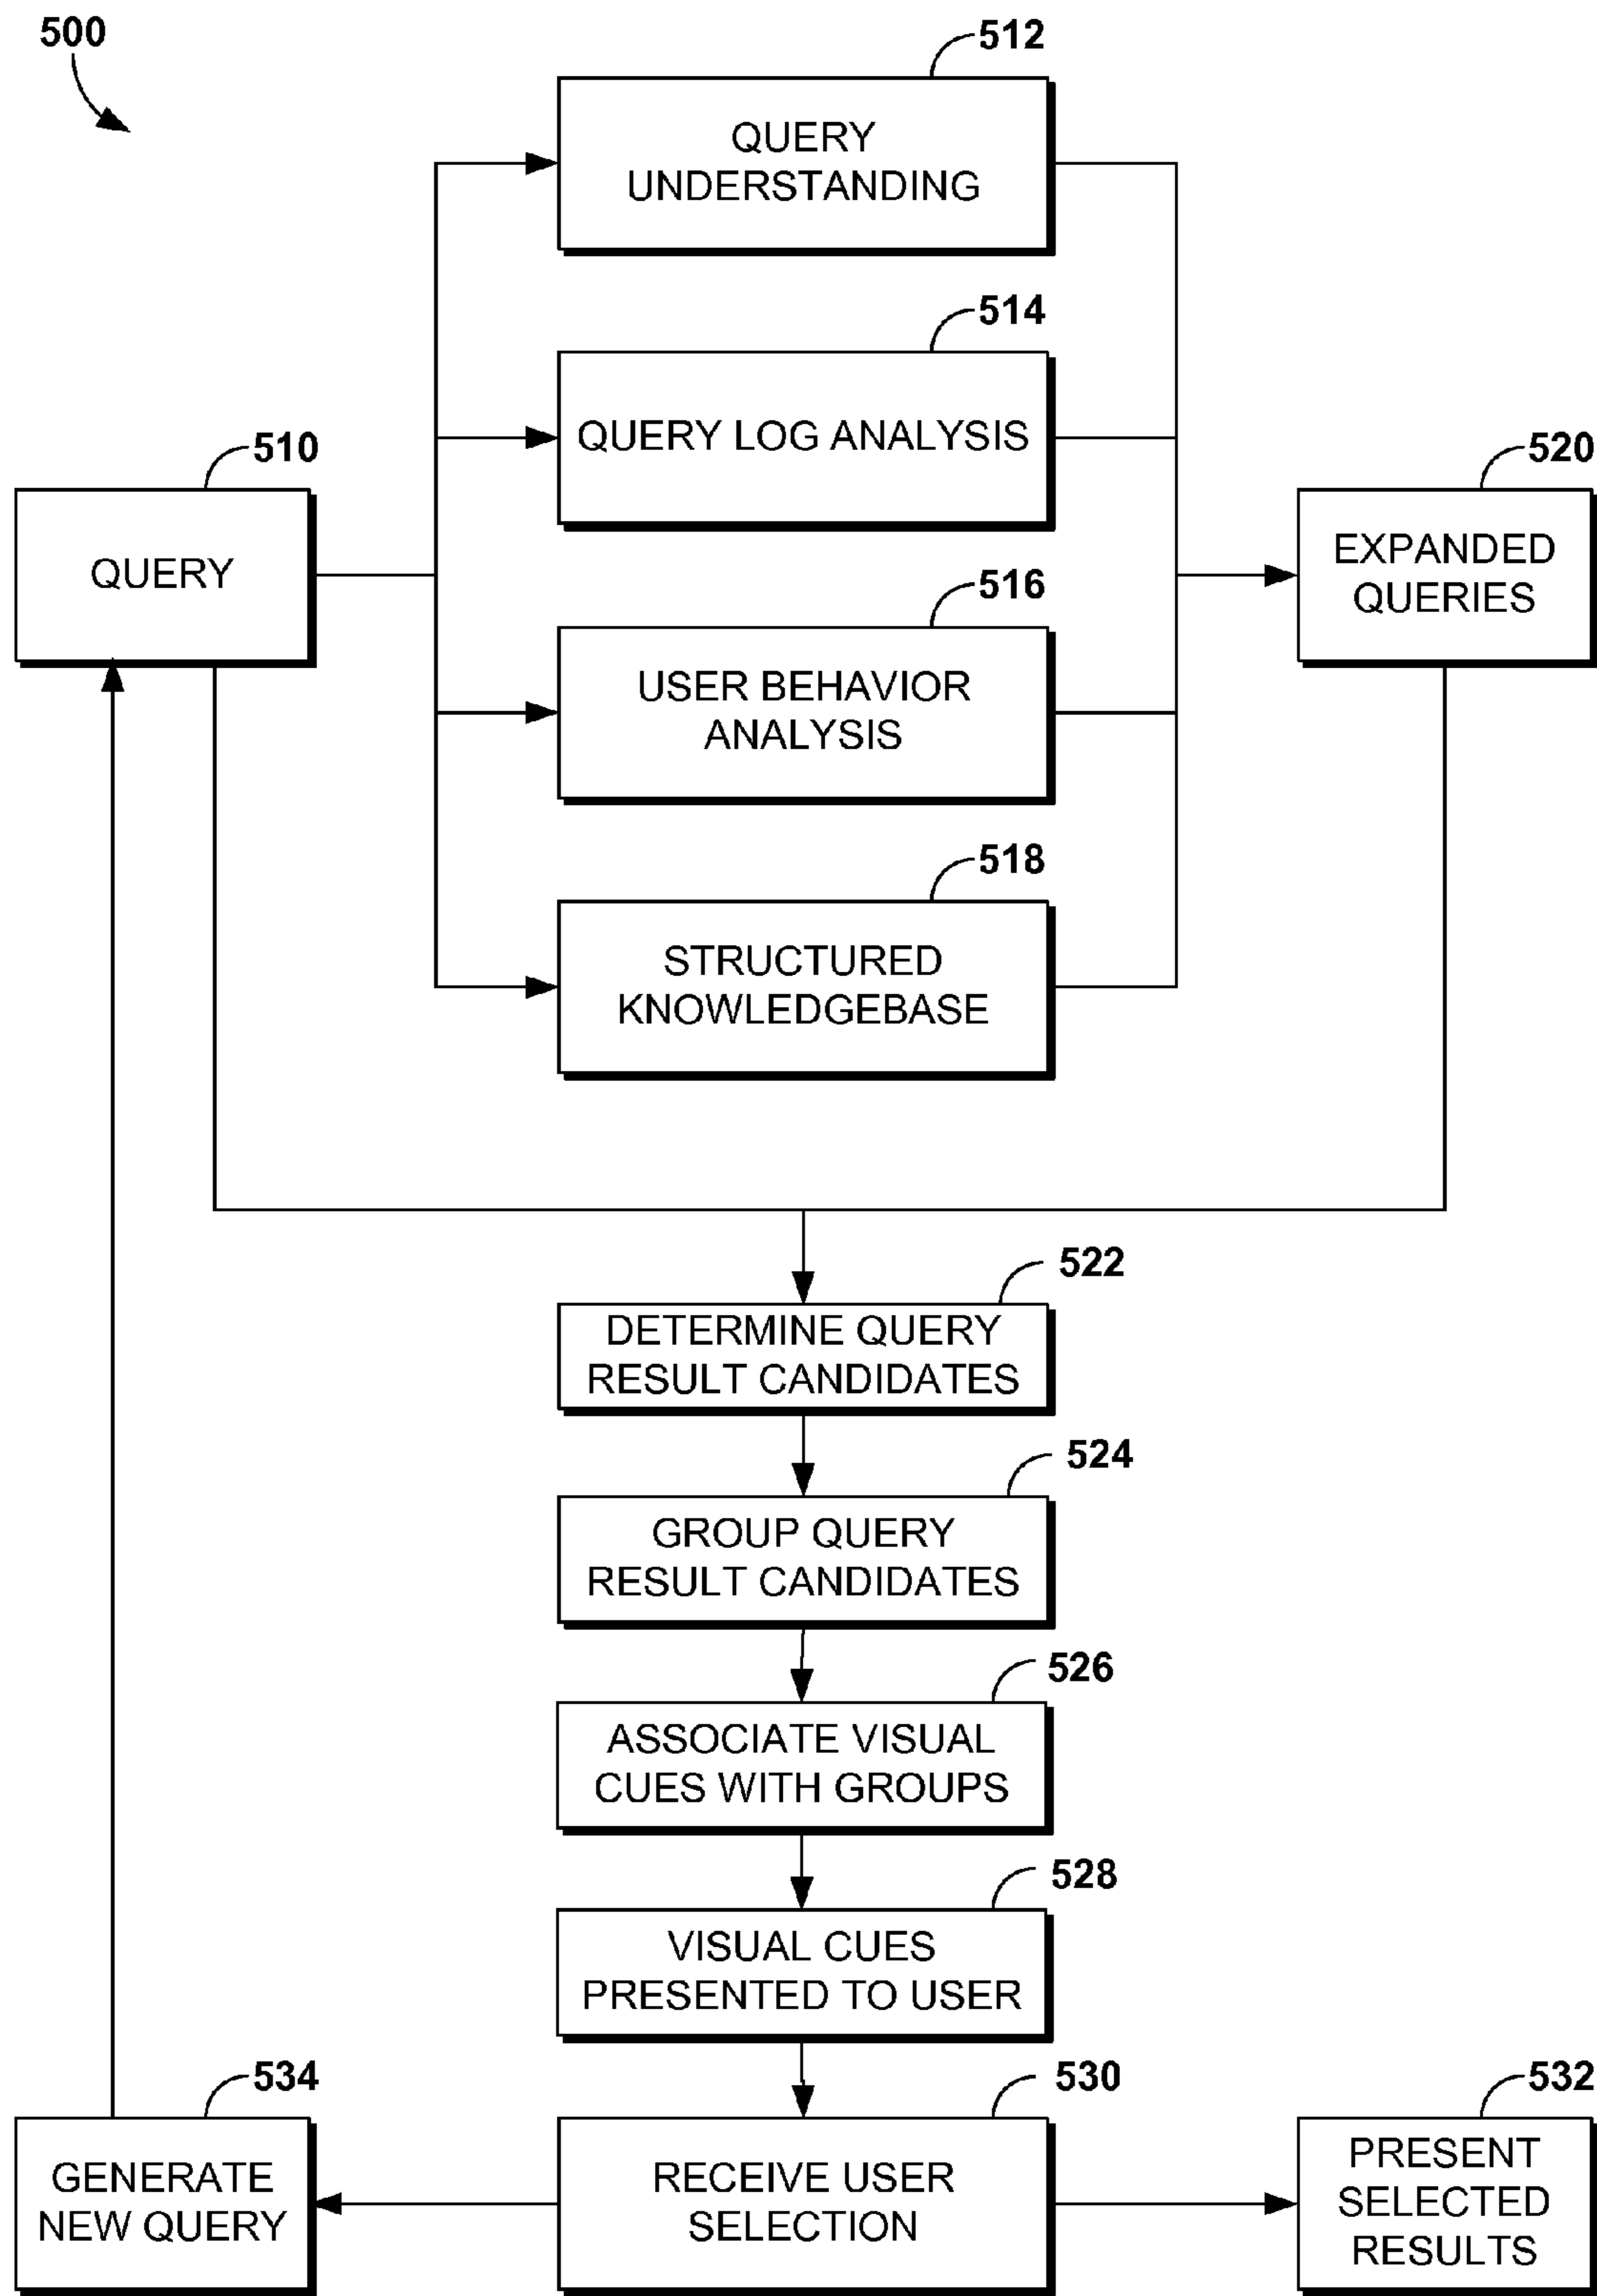 500
512
QUERY
UNDERSTANDING
514
QUERY LOG ANALYSIS
510
QUERY
520
EXPANDED
QUERIES
516
USER BEHAVIOR
ANALYSIS
518
STRUCTURED
KNOWLEDGEBASE
522
DETERMINE QUERY
RESULT CANDIDATES
524
GROUP QUERY
RESULT CANDIDATES
526
ASSOCIATE VISUAL
CUES WITH GROUPS
528
VISUAL CUES
PRESENTED TO USER
534
GENERATE
NEW QUERY
530
RECEIVE USER
SELECTION
532
PRESENT
SELECTED
RESULTS